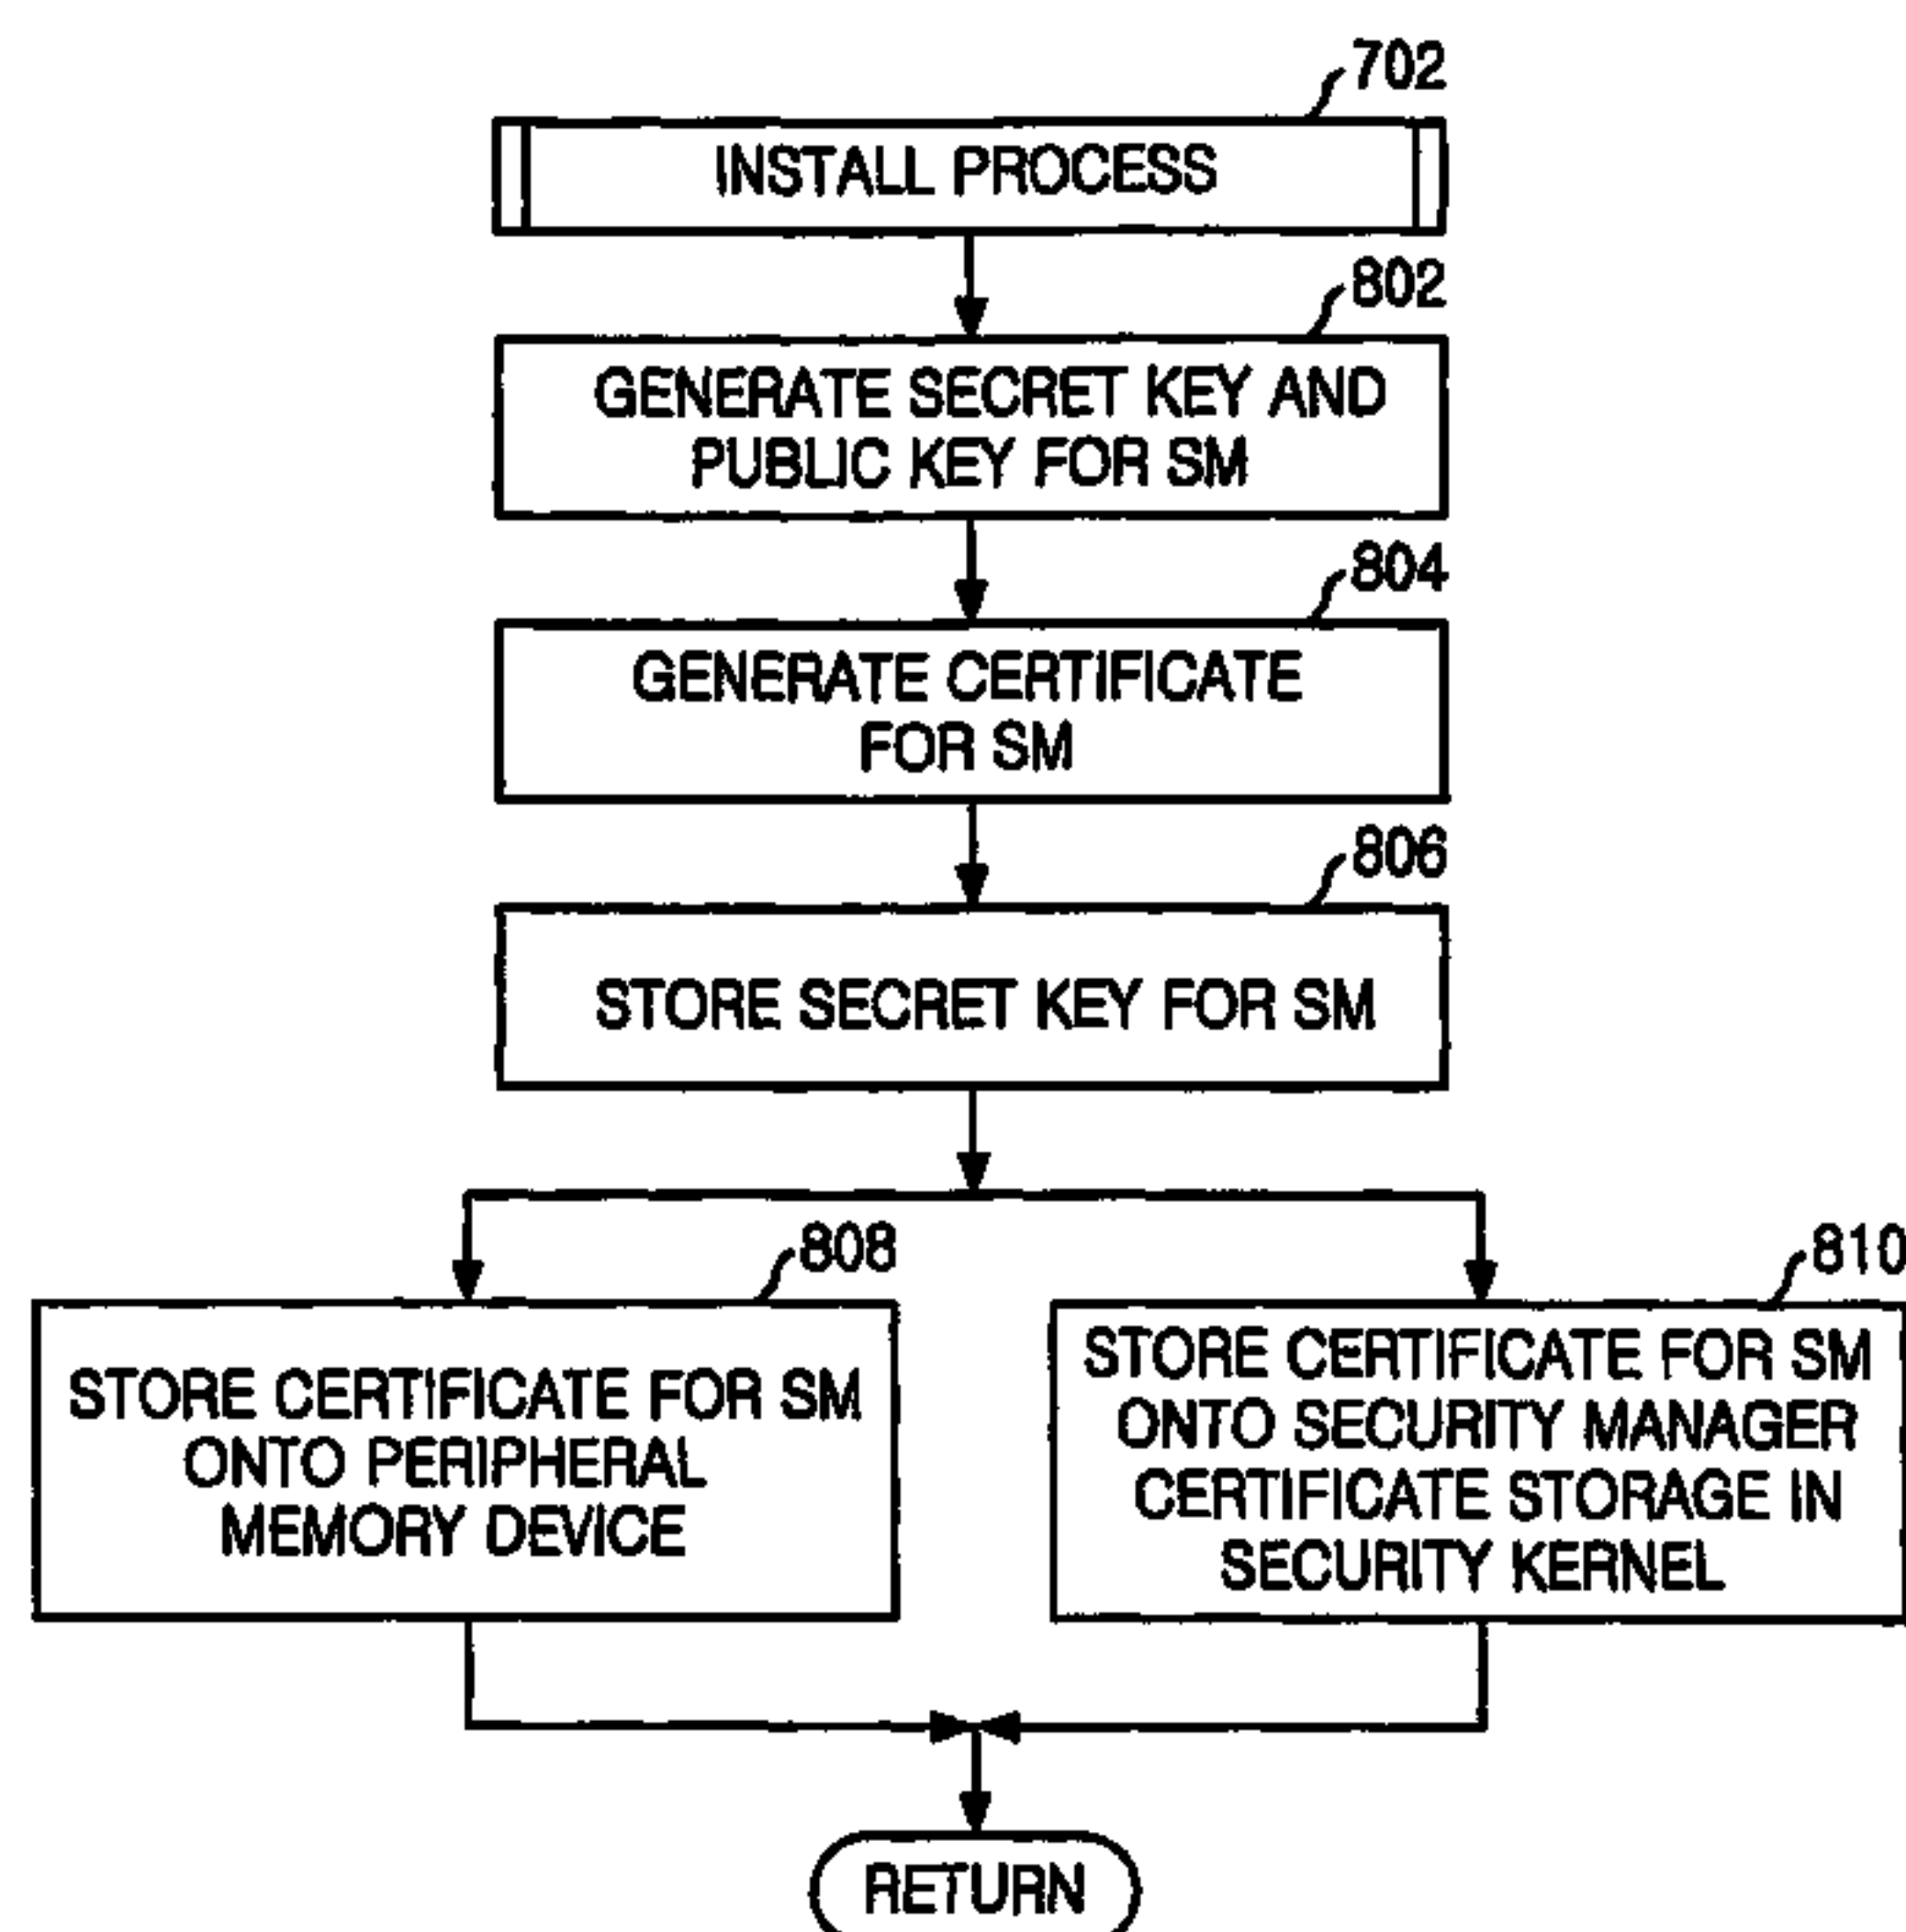 702
INSTALL PROCESS
802
GENERATE SECRET KEY AND
PUBLIC KEY FOR SM
804
GENERATE CERTIFICATE
FOR SM
806
STORE SECRET KEY FOR SM
808
STORE CERTIFICATE FOR SM
ONTO PERIPHERAL
MEMORY DEVICE
810
STORE CERTIFICATE FOR SM
ONTO SECURITY MANAGER
CERTIFICATE STORAGE IN
SECURITY KERNEL
RETURN